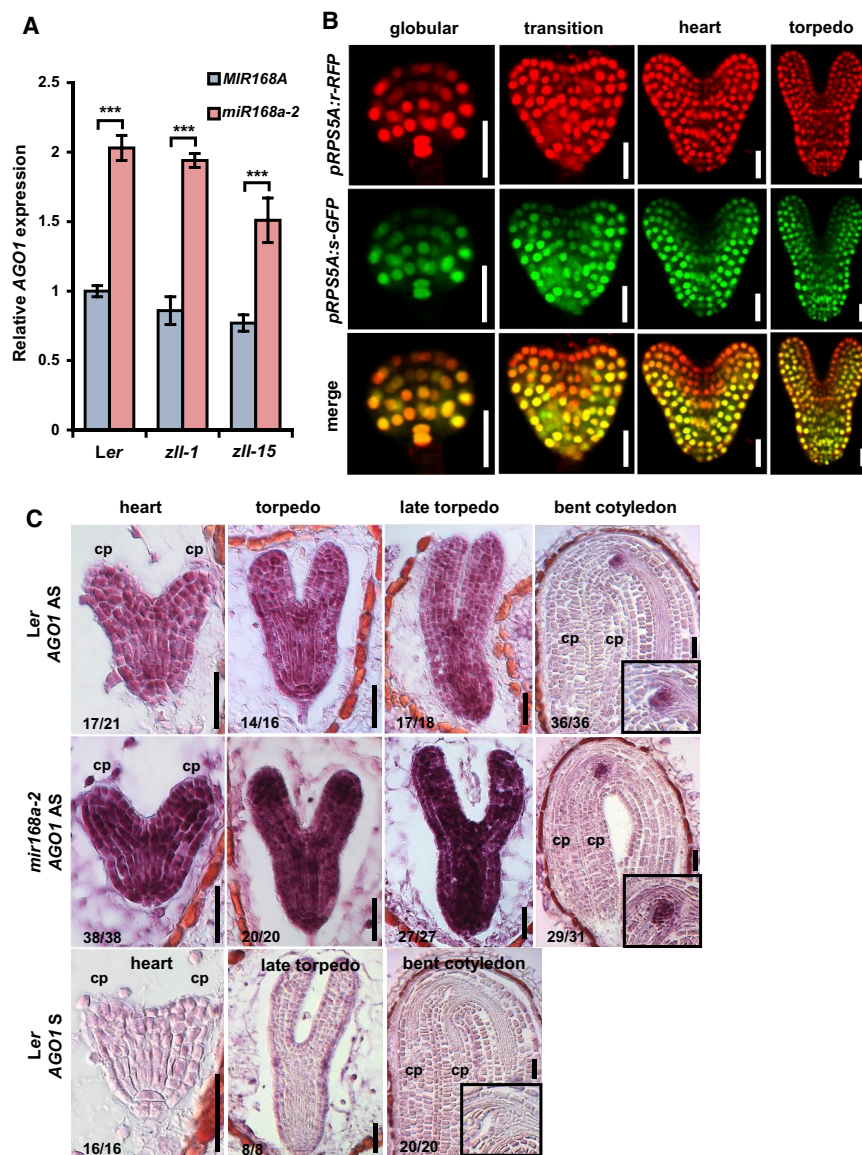 A
Relative AGO1 expression
2.5
2
1.5
1
0.5
0
MIR168A
miR168a-2
***
***
***
Ler
zll-1
zll-15
B
globular
transition
heart
torpedo
pRPS5A:r-RFP
pRPS5A:s-GFP
merge
C
heart
torpedo
late torpedo
bent cotyledon
Ler
AGO1 AS
cp
cp
17/21
14/16
17/18
cp
cp
36/36
mir168a-2
AGO1 AS
cp
cp
38/38
20/20
27/27
cp
cp
29/31
Ler
AGO1 S
heart
cp
cp
16/16
late torpedo
8/8
bent cotyledon
cp
cp
20/20